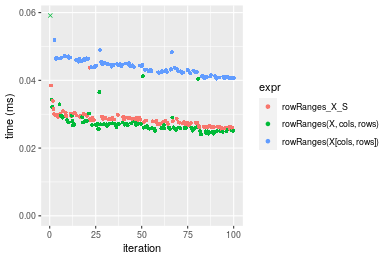 0.06
0.04
0.02
0.00
time (ms)
0
25
50
75
100
iteration
expr
rowRanges_X_S
rowRanges(X, cols, rows)
rowRanges(X[cols, rows])